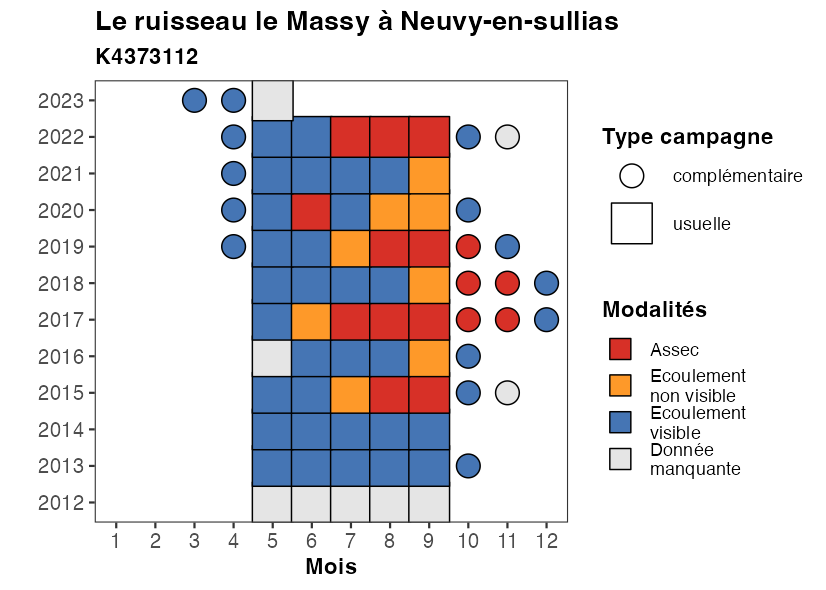 Le ruisseau le Massy à Neuvy-en-sullias
K4373112
2023
2022
2021
2020
2019
2018
2017
2016
2015
2014
2013
2012
1 2 3 4 5 6 7 8 9 10 11 12
Mois
Type campagne
complémentaire
usuelle
Modalités
Assec
Ecoulement
non visible
Ecoulement
visible
Donnée
manquante